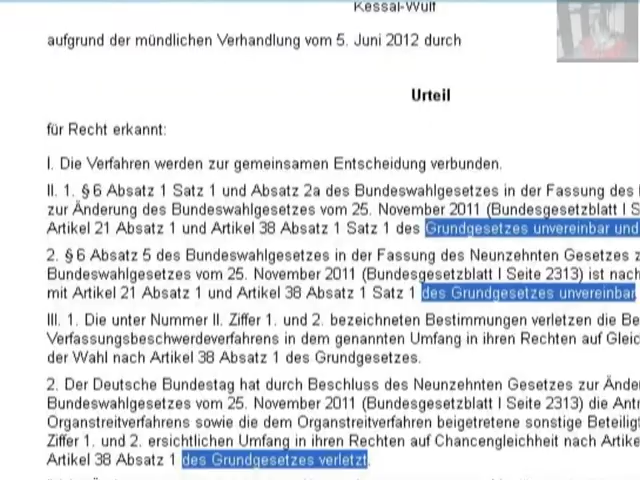 Kessal-Wulf
aufgrund der mündlichen Verhandlung vom 5. Juni 2012 durch
Urteil
für Recht erkannt:
I. Die Verfahren werden zur gemeinsamen Entscheidung verbunden.
II. 1. § 6 Absatz 1 Satz 1 und Absatz 2a des Bundeswahlgesetzes in der Fassung des
zur Änderung des Bundeswahlgesetzes vom 25. November 2011 (Bundesgesetzblatt I S
Artikel 21 Absatz 1 und Artikel 38 Absatz 1 Satz 1 des Grundgesetzes unvereinbar und
2. § 6 Absatz 5 des Bundeswahlgesetzes in der Fassung des Neunzehnten Gesetzes z
Bundeswahlgesetzes vom 25. November 2011 (Bundesgesetzblatt I Seite 2313) ist nach
mit Artikel 21 Absatz 1 und Artikel 38 Absatz 1 Satz 1 des Grundgesetzes unvereinbar
III. 1. Die unter Nummer II. Ziffer 1. und 2. bezeichneten Bestimmungen verletzen die Be
Verfassungsbeschwerdeverfahrens in dem genannten Umfang in ihren Rechten auf Gleic
der Wahl nach Artikel 38 Absatz 1 des Grundgesetzes.
2. Der Deutsche Bundestag hat durch Beschluss des Neunzehnten Gesetzes zur Ände
Bundeswahlgesetzes vom 25. November 2011 (Bundesgesetzblatt I Seite 2313) die Antr
Organstreitverfahrens sowie die dem Organstreitverfahren beigetretene sonstige Beteiligt
Ziffer 1. und 2. ersichtlichen Umfang in ihren Rechten auf Chancengleichheit nach Artike
Artikel 38 Absatz 1 des Grundgesetzes verletzt.